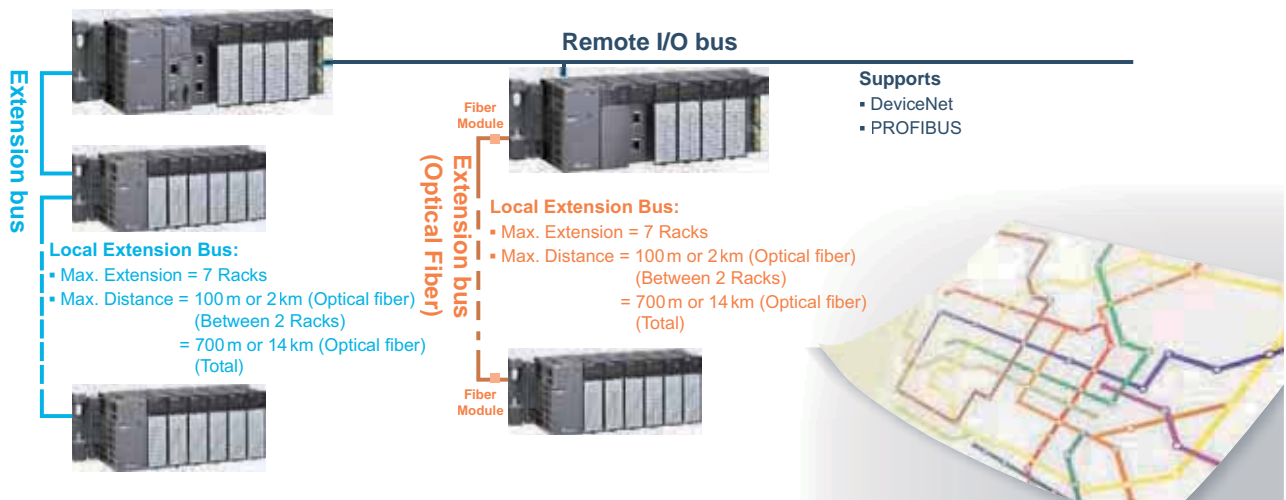 Remote I/O bus
Supports
▪ DeviceNet
▪ PROFIBUS
Extension bus
Local Extension Bus:
▪ Max. Extension = 7 Racks
▪ Max. Distance = 100 m or 2 km (Optical fiber)
(Between 2 Racks)
= 700 m or 14 km (Optical fiber)
(Total)
Fiber
Module
Extension bus
(Optical Fiber)
Local Extension Bus:
▪ Max. Extension = 7 Racks
▪ Max. Distance = 100 m or 2 km (Optical fiber)
(Between 2 Racks)
= 700 m or 14 km (Optical fiber)
(Total)
Fiber
Module